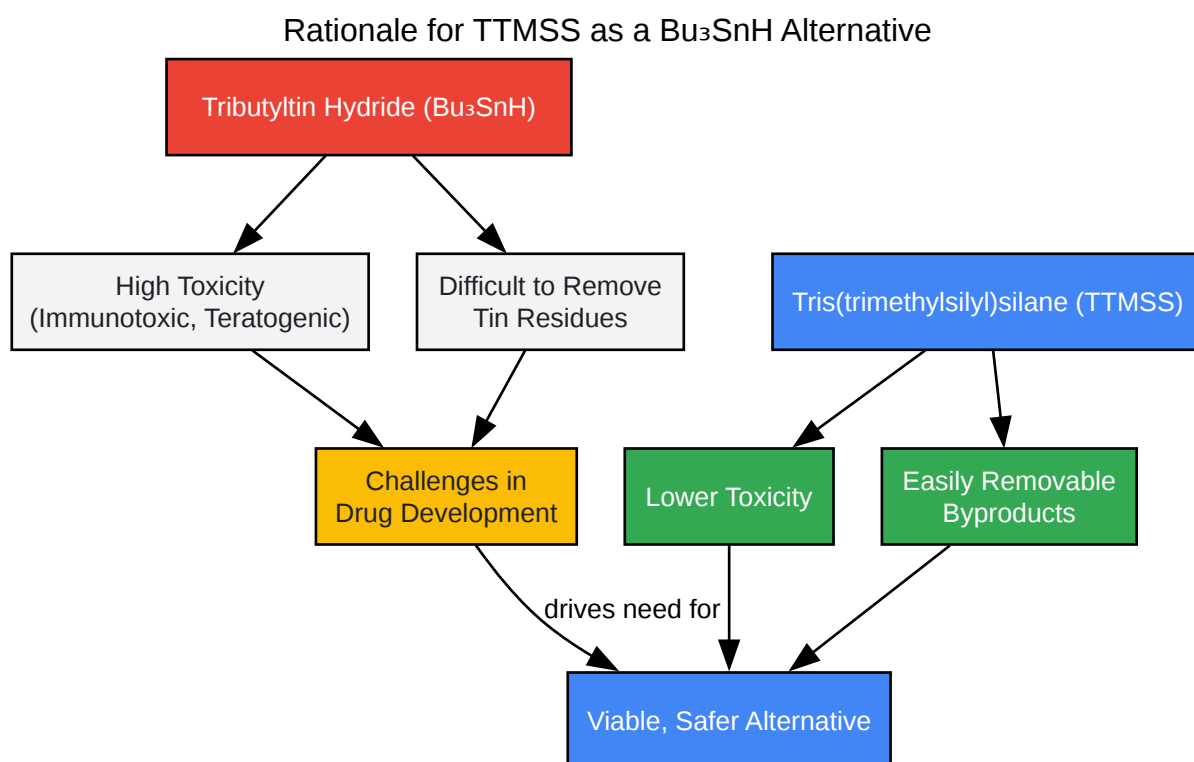 Rationale for TTMSS as a Bu₃SnH Alternative
Tributyltin Hydride (Bu₃SnH)
High Toxicity
(Immunotoxic, Teratogenic)
Difficult to Remove
Tin Residues
Tris(trimethylsilyl)silane (TTMSS)
Challenges in
Drug Development
Lower Toxicity
Easily Removable
Byproducts
drives need for
Viable, Safer Alternative